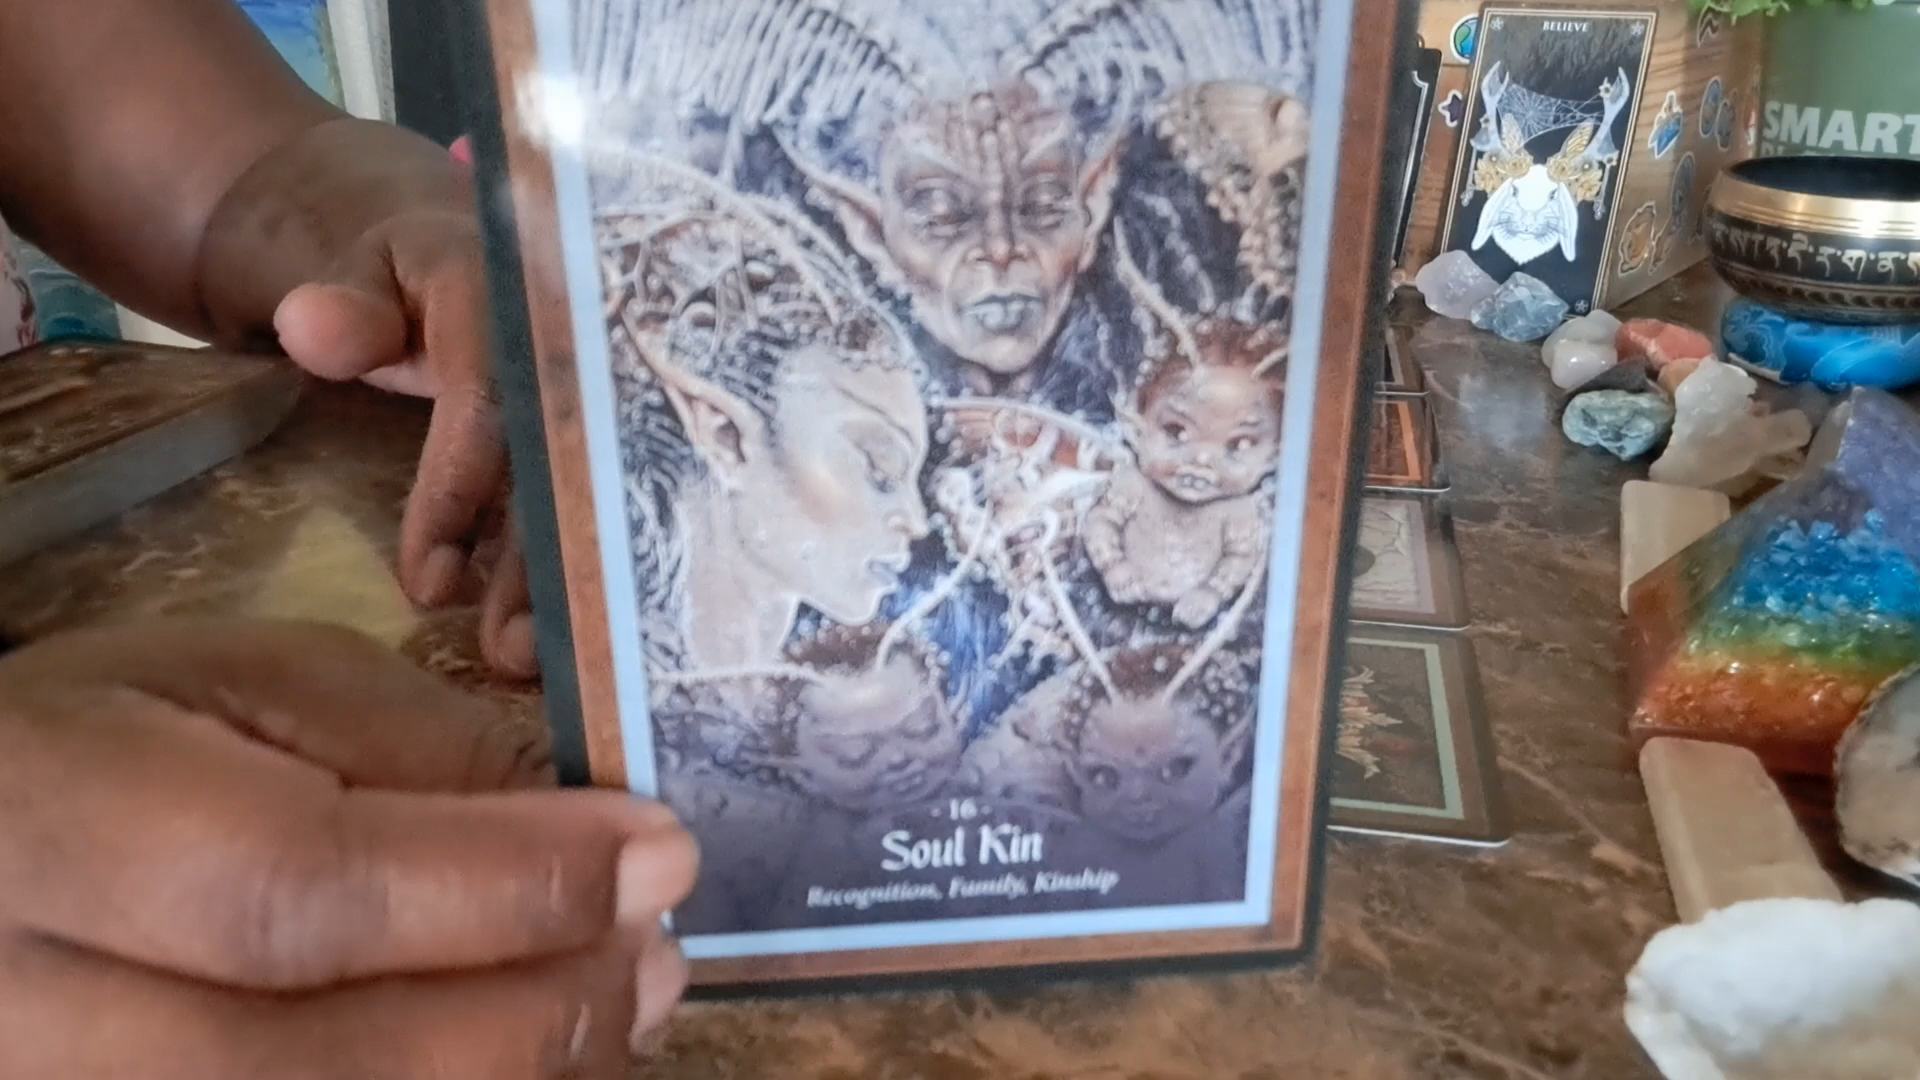 BELIEVE
SMART
- 16 -
Soul Kin
Recognition, Family, Kinship